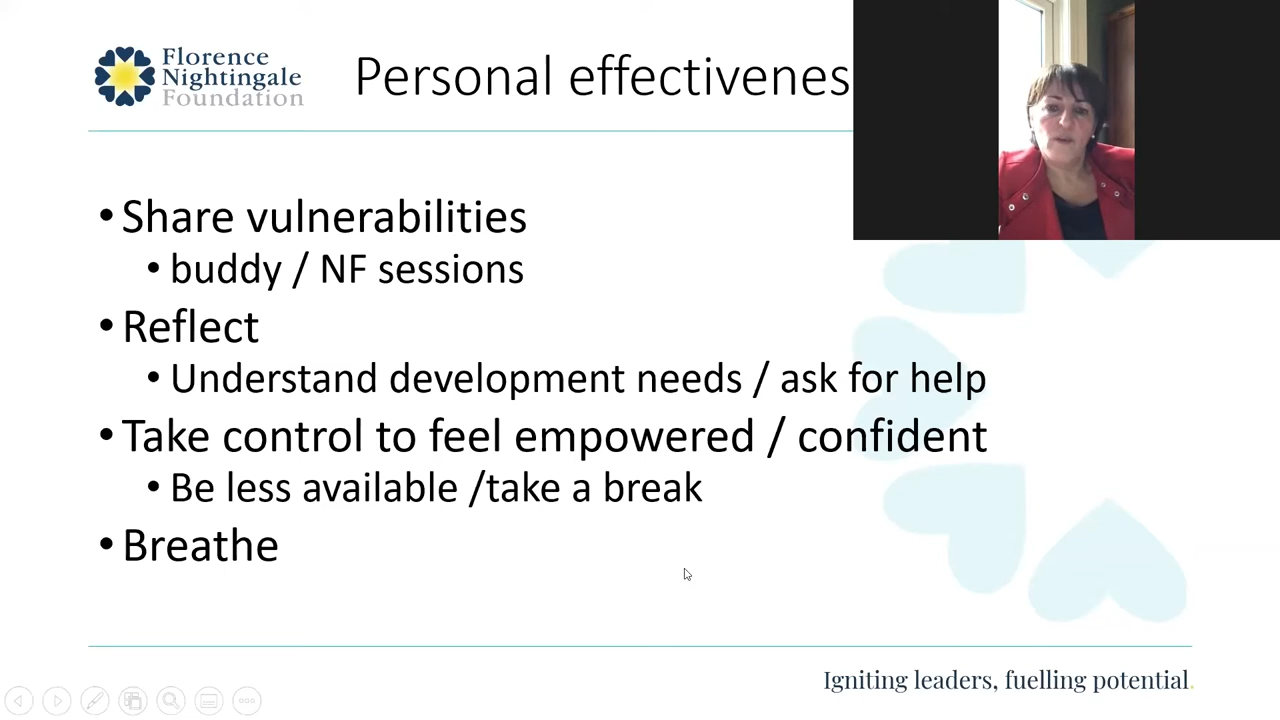 Florence
Nightingale
Foundation
Personal effectivenes
• Share vulnerabilities
• buddy / NF sessions
• Reflect
• Understand development needs / ask for help
• Take control to feel empowered / confident
• Be less available /take a break
• Breathe
Igniting leaders, fuelling potential.